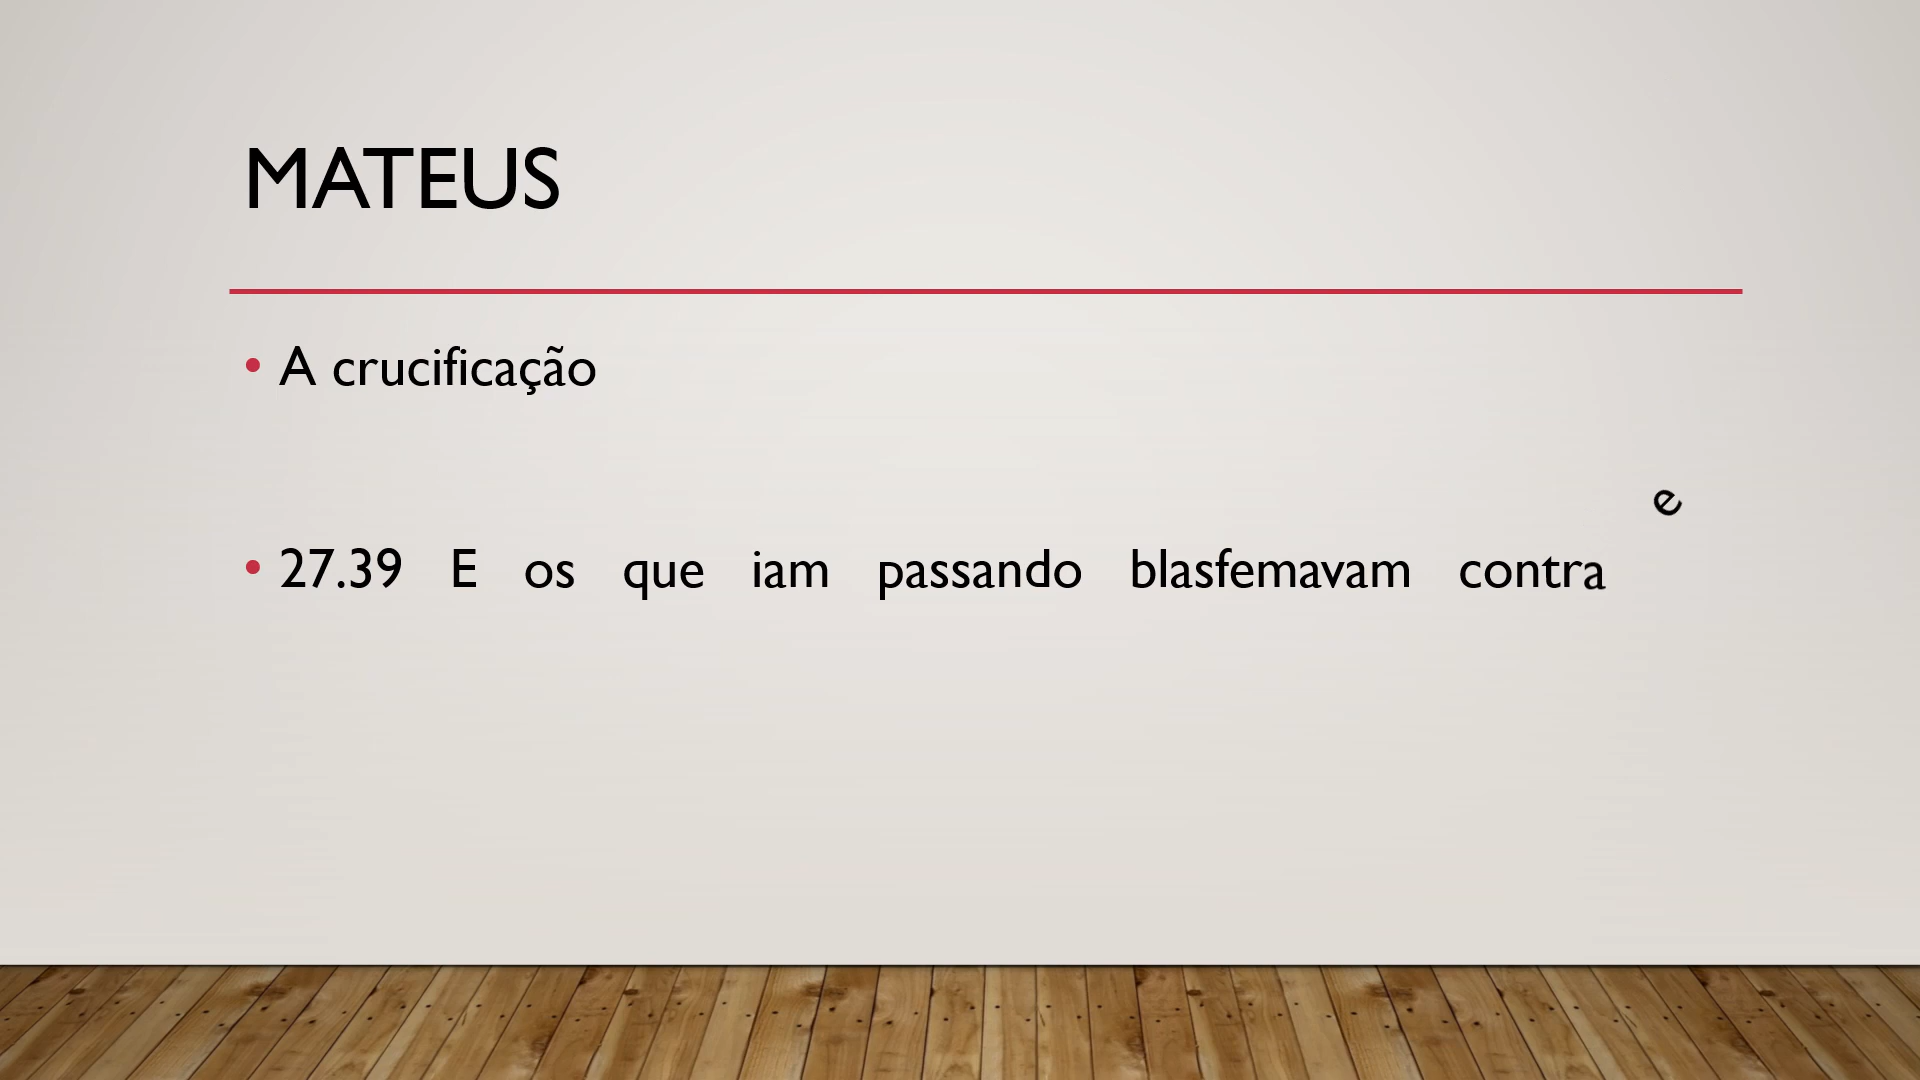 MATEUS
• A crucificação
• 27.39 E os que iam passando blasfemavam contra e